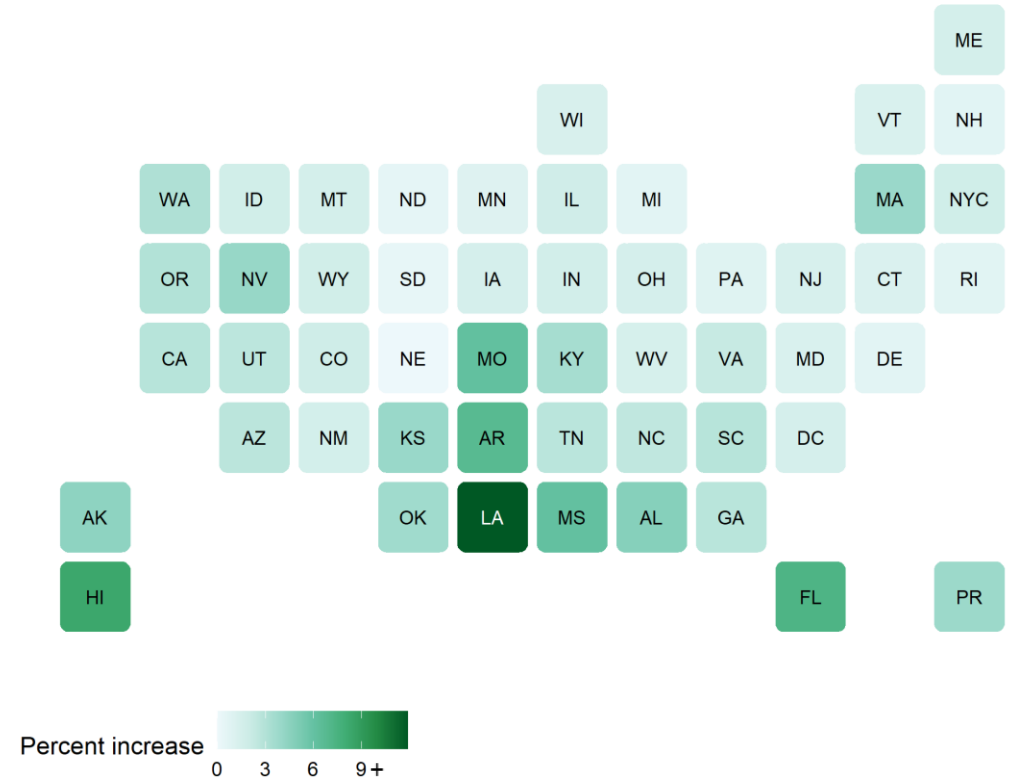 ME
WI VT NH
WA ID MT ND MN IL MI MA NYC
OR NV WY SD IA IN OH PA NJ CT RI
CA UT CO NE MO KY WV VA MD DE
AZ NM KS AR TN NC SC DC
AK OK LA MS AL GA
HI FL PR
Percent increase
0 3 6 9+